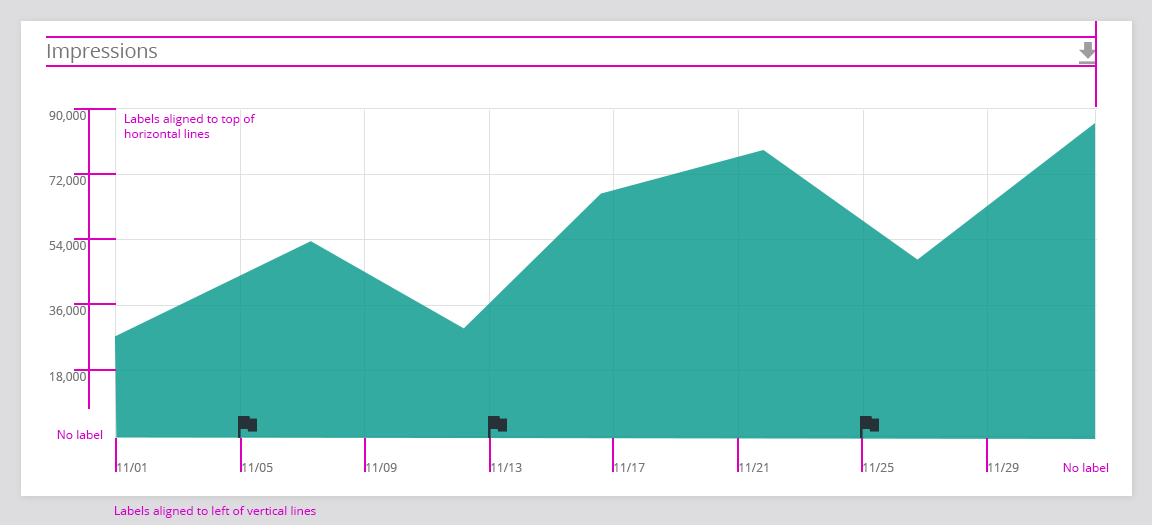 Impressions
90,000
Labels aligned to top of
horizontal lines
72,000
54,000
36,000
18,000
No label
11/01 11/05 11/09 11/13 11/17 11/21 11/25 11/29 No label
Labels aligned to left of vertical lines